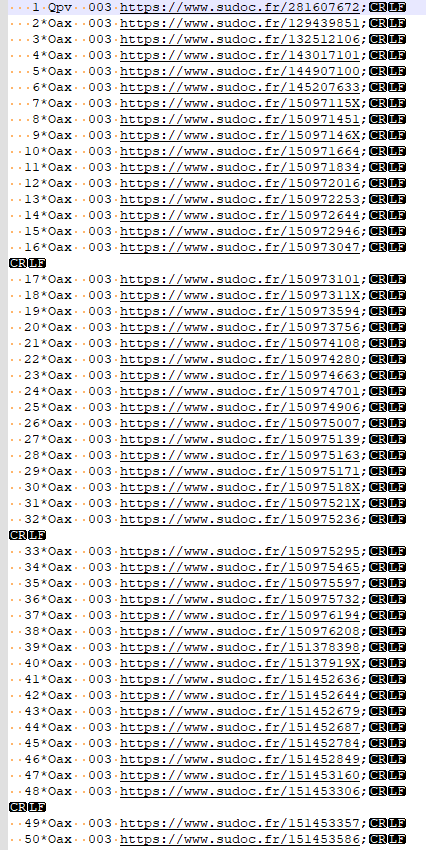 1 Qpv  003 https://www.sudoc.fr/281607672;CRLF
2*Oax  003 https://www.sudoc.fr/129439851;CRLF
3*Oax  003 https://www.sudoc.fr/132512106;CRLF
4*Oax  003 https://www.sudoc.fr/143017101;CRLF
5*Oax  003 https://www.sudoc.fr/144907100;CRLF
6*Oax  003 https://www.sudoc.fr/145207633;CRLF
7*Oax  003 https://www.sudoc.fr/15097115X;CRLF
8*Oax  003 https://www.sudoc.fr/150971451;CRLF
9*Oax  003 https://www.sudoc.fr/15097146X;CRLF
10*Oax  003 https://www.sudoc.fr/150971664;CRLF
11*Oax  003 https://www.sudoc.fr/150971834;CRLF
12*Oax  003 https://www.sudoc.fr/150972016;CRLF
13*Oax  003 https://www.sudoc.fr/150972253;CRLF
14*Oax  003 https://www.sudoc.fr/150972644;CRLF
15*Oax  003 https://www.sudoc.fr/150972946;CRLF
16*Oax  003 https://www.sudoc.fr/150973047;CRLF
CRLF
17*Oax  003 https://www.sudoc.fr/150973101;CRLF
18*Oax  003 https://www.sudoc.fr/15097311X;CRLF
19*Oax  003 https://www.sudoc.fr/150973594;CRLF
20*Oax  003 https://www.sudoc.fr/150973756;CRLF
21*Oax  003 https://www.sudoc.fr/150974108;CRLF
22*Oax  003 https://www.sudoc.fr/150974280;CRLF
23*Oax  003 https://www.sudoc.fr/150974663;CRLF
24*Oax  003 https://www.sudoc.fr/150974701;CRLF
25*Oax  003 https://www.sudoc.fr/150974906;CRLF
26*Oax  003 https://www.sudoc.fr/150975007;CRLF
27*Oax  003 https://www.sudoc.fr/150975139;CRLF
28*Oax  003 https://www.sudoc.fr/150975163;CRLF
29*Oax  003 https://www.sudoc.fr/150975171;CRLF
30*Oax  003 https://www.sudoc.fr/15097518X;CRLF
31*Oax  003 https://www.sudoc.fr/15097521X;CRLF
32*Oax  003 https://www.sudoc.fr/150975236;CRLF
CRLF
33*Oax  003 https://www.sudoc.fr/150975295;CRLF
34*Oax  003 https://www.sudoc.fr/150975465;CRLF
35*Oax  003 https://www.sudoc.fr/150975597;CRLF
36*Oax  003 https://www.sudoc.fr/150975732;CRLF
37*Oax  003 https://www.sudoc.fr/150976194;CRLF
38*Oax  003 https://www.sudoc.fr/150976208;CRLF
39*Oax  003 https://www.sudoc.fr/151378398;CRLF
40*Oax  003 https://www.sudoc.fr/15137919X;CRLF
41*Oax  003 https://www.sudoc.fr/151452636;CRLF
42*Oax  003 https://www.sudoc.fr/151452644;CRLF
43*Oax  003 https://www.sudoc.fr/151452679;CRLF
44*Oax  003 https://www.sudoc.fr/151452687;CRLF
45*Oax  003 https://www.sudoc.fr/151452784;CRLF
46*Oax  003 https://www.sudoc.fr/151452849;CRLF
47*Oax  003 https://www.sudoc.fr/151453160;CRLF
48*Oax  003 https://www.sudoc.fr/151453306;CRLF
CRLF
49*Oax  003 https://www.sudoc.fr/151453357;CRLF
50*Oax  003 https://www.sudoc.fr/151453586;CRLF